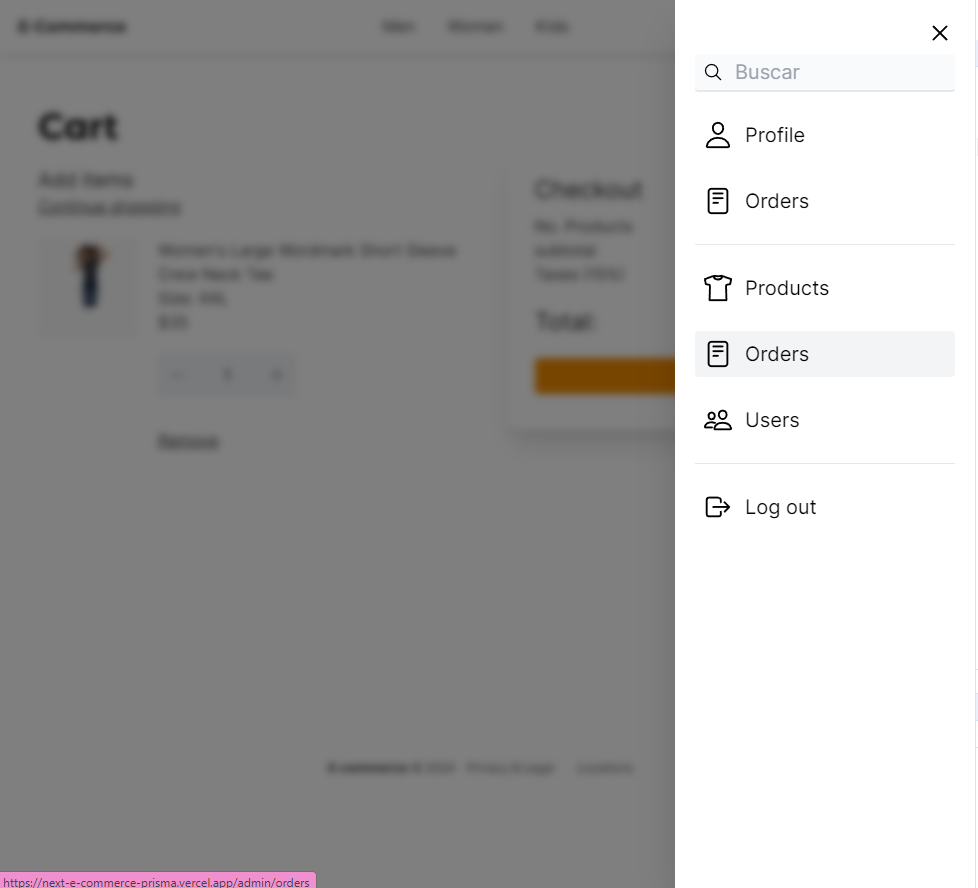 E-Commerce
Men Women Kids
Cart
Add items
Continue shopping
Women's Large Wordmark Short Sleeve
Crew Neck Tee
Size: XXL
$35
1
Remove
Checkout
No. Products
subtotal
Taxes (15%)
Total:
E-commerce © 2024 Privacy & Legal Locations
Buscar
Profile
Orders
Products
Orders
Users
Log out
https://next-e-commerce-prisma.vercel.app/admin/orders